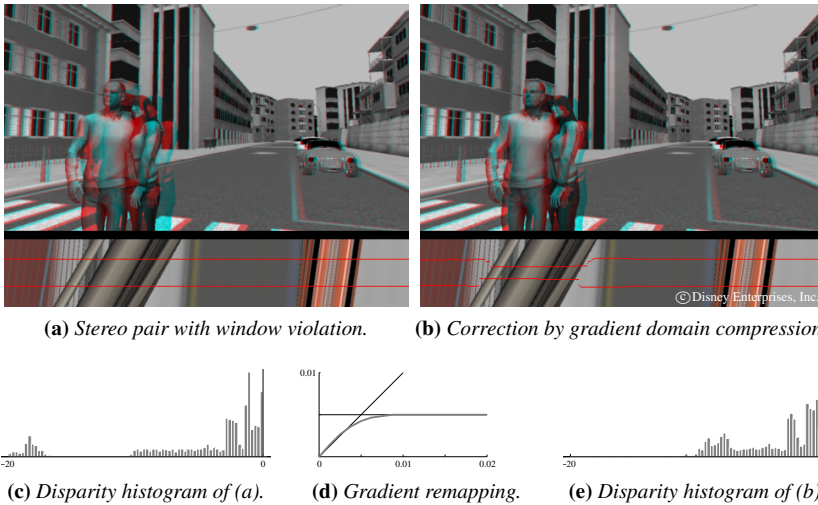 ©Disney Enterprises, Inc.
(a) Stereo pair with window violation.
(b) Correction by gradient domain compression
0.01
-20
0
0
0.01
0.02
-20
(c) Disparity histogram of (a).
(d) Gradient remapping.
(e) Disparity histogram of (b)